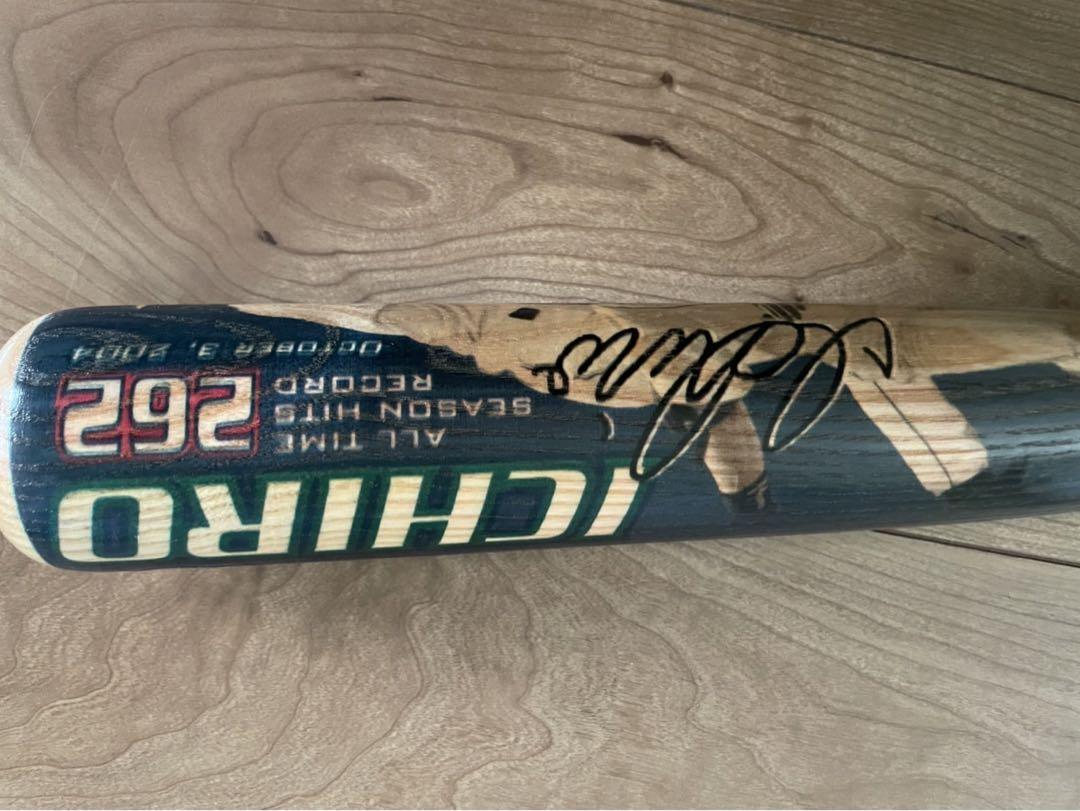 ICHIRO
ALL TIME
SEASON HITS
RECORD
262
OCTOBER 3, 2004